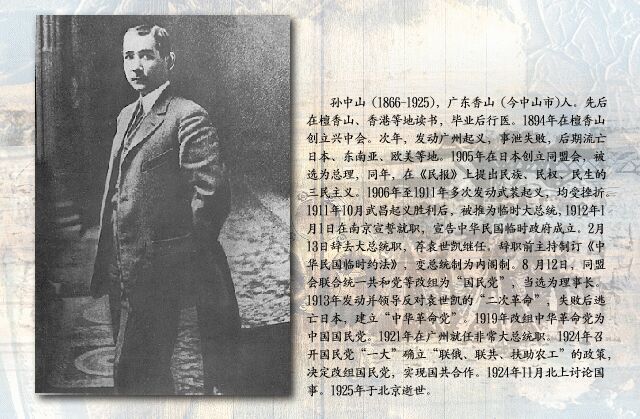 孙中山 (1866-1925)，广东香山（今中山市)人。先后
在檀香山、香港等地读书，毕业后行医。1894年在檀香山
创立兴中会。次年，发动广州起义，事泄失败，后期流亡
日本、东南亚、欧美等地。1905年在日本创立同盟会，被
选为总理，同年，在《民报》上提出民族、民权、民生的
三民主义。1906年至1911年多次发动武装起义，均受挫折。
1911年10月武昌起义胜利后，被推为临时大总统，1912年1
月1日在南京宣誓就职，宣告中华民国临时政府成立。2月
13日辞去大总统职，荐袁世凯继任，辞职前主持制订《中
华民国临时约法》，变总统制为内阁制。8 月12日，同盟
会联合统一共和党等改组为“国民党”，当选为理事长。
1913年发动并领导反对袁世凯的“二次革命”，失败后逃
亡日本，建立“中华革命党”。1919年改组中华革命党为
中国国民党。1921年在广州就任非常大总统职。1924年召
开国民党“一大”确立“联俄、联共、扶助农工”的政策，
决定改组国民党，实现国共合作。1924年11月北上讨论国
事。1925年于北京逝世。